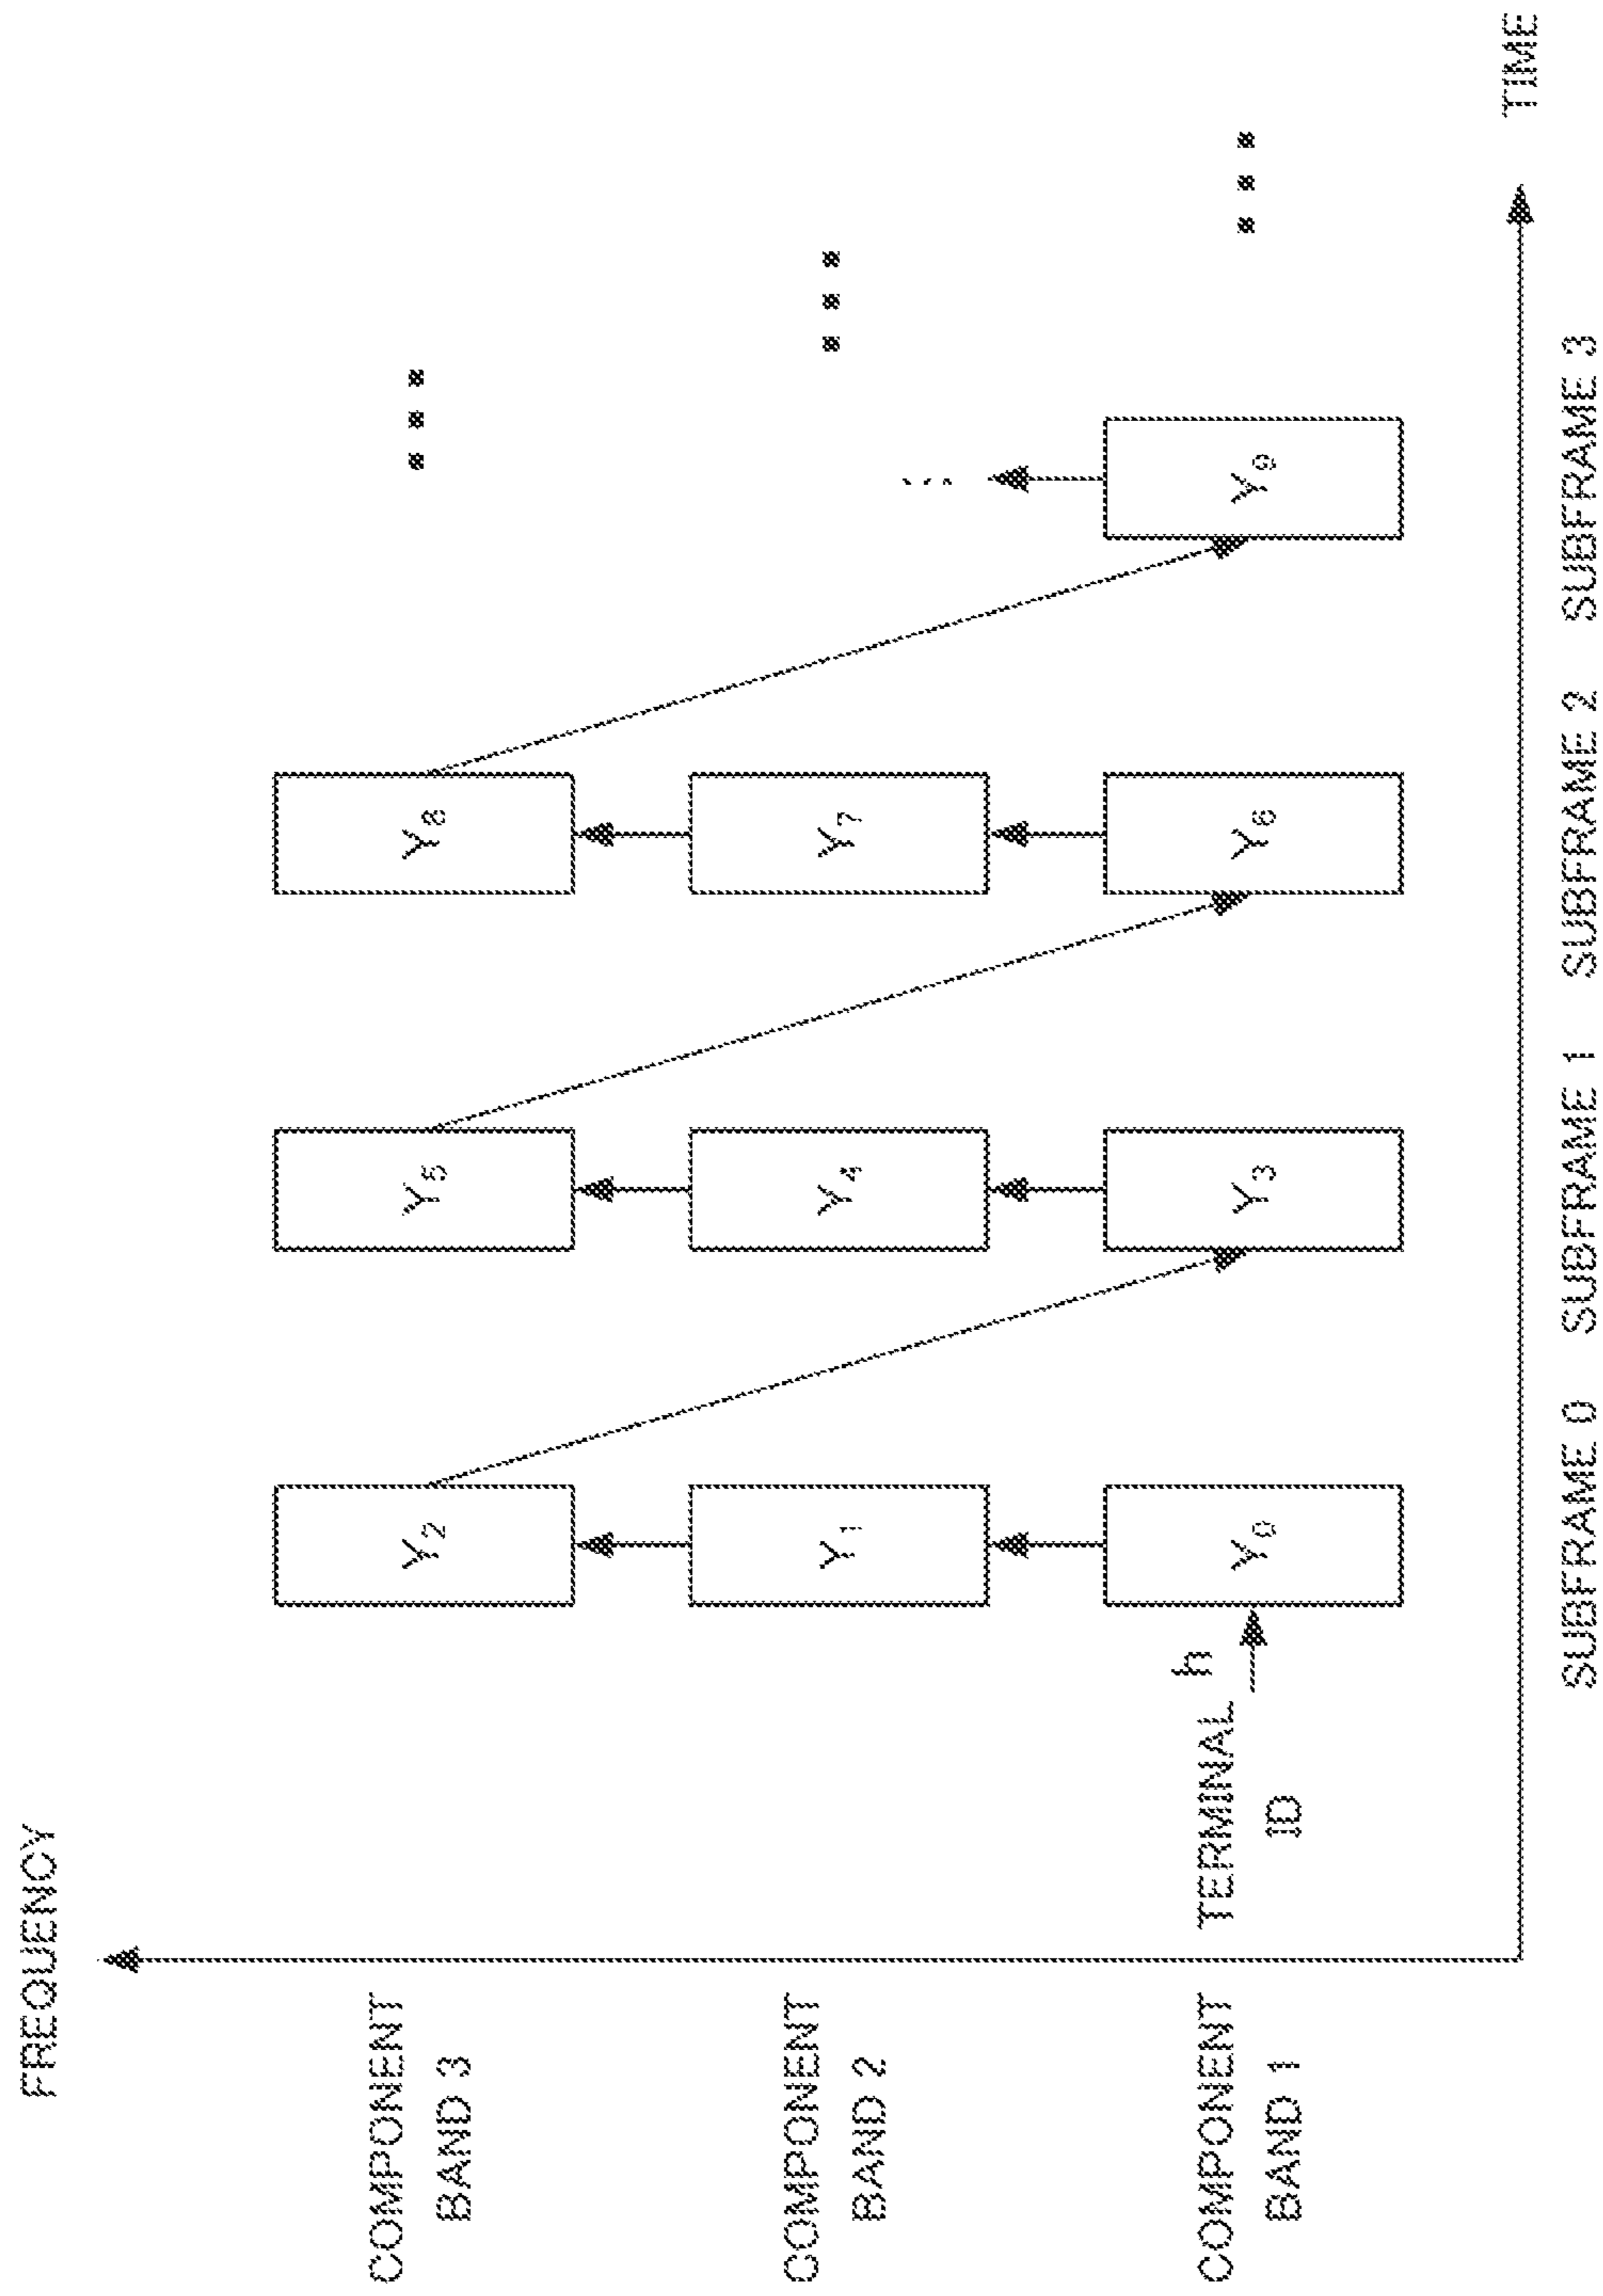 FREQUENCY
COMPONENT
BAND 3
Y2
Y5
Y8
COMPONENT
BAND 2
Y1
Y4
Y7
COMPONENT
BAND 1
TERMINAL
ID
h
Y0
Y3
Y6
Y9
TIME
SUBFRAME 0
SUBFRAME 1
SUBFRAME 2
SUBFRAME 3